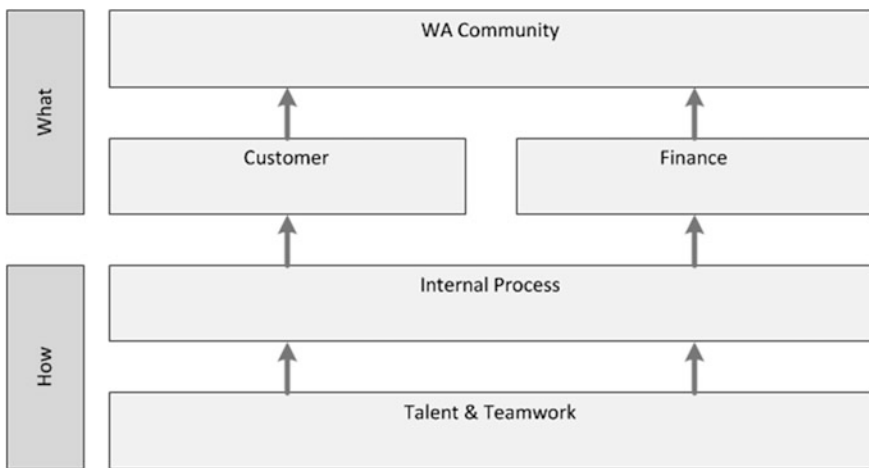 WA Community
What
Customer
Finance
Internal Process
How
Talent & Teamwork